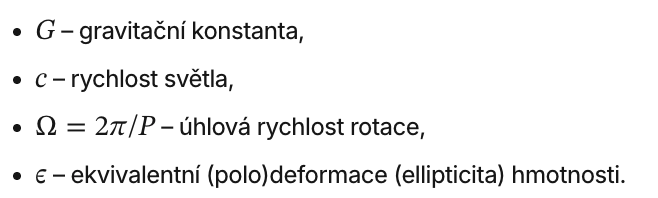 • G – gravitační konstanta,
• c – rychlost světla,
• Ω = 2π/P – úhlová rychlost rotace,
• ϵ – ekvivalentní (polo)deformace (ellipticita) hmotnosti.